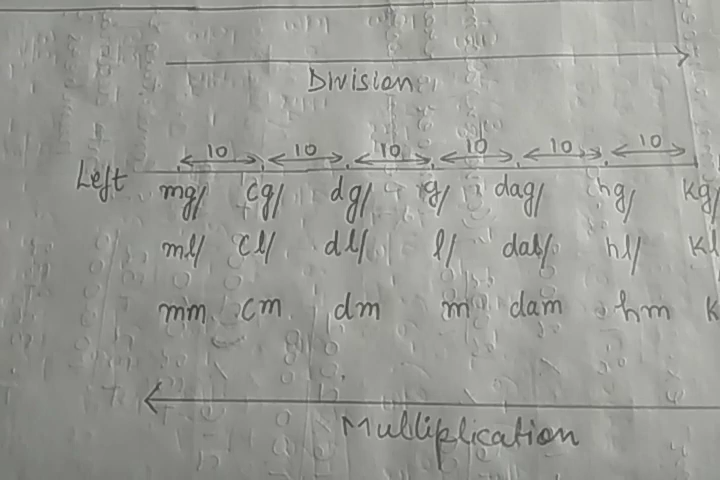 Division
10 10 10 10 10 10
Left mg/ cg/ dg/ g/ dag/ hg/ kg/
ml/ cl/ dl/ l/ dal/ hl/ kl
mm cm dm m dam hm k
Multiplication